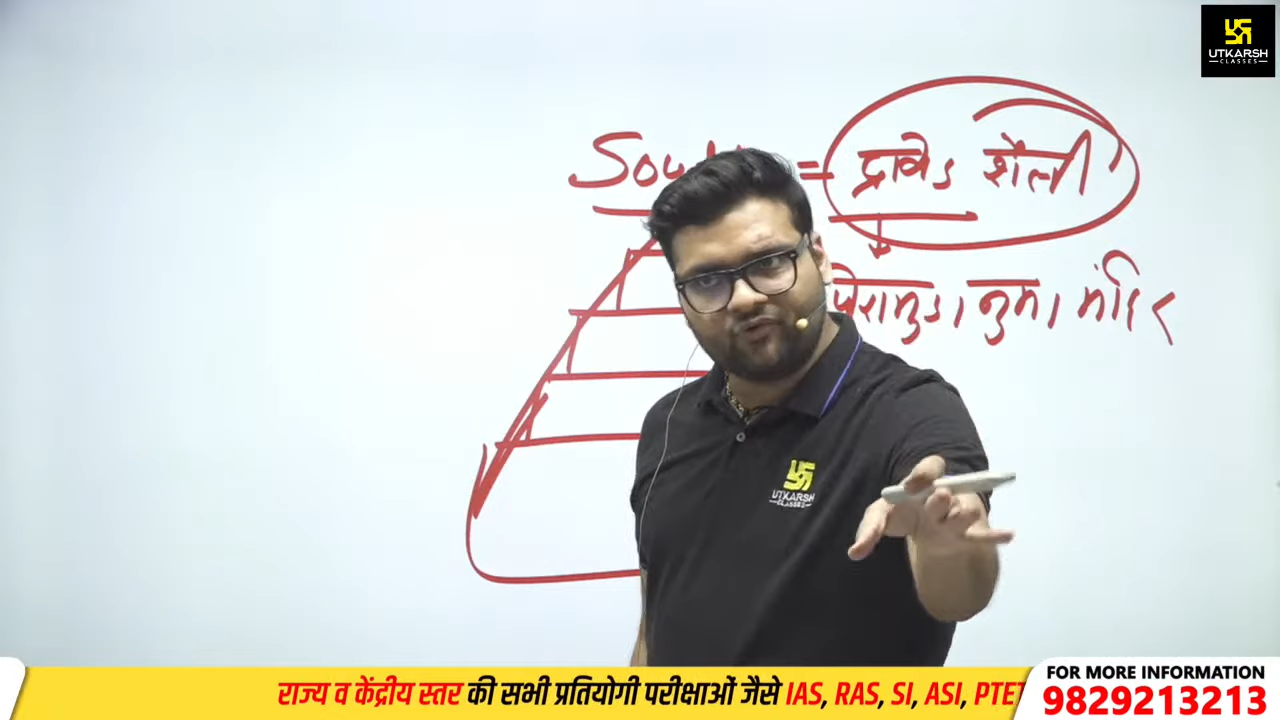 UTKARSH
CLASSES
= द्राविड़ शैली
नुमा मंदिर
UTKARSH
CLASSES
राज्य व केंद्रीय स्तर की सभी प्रतियोगी परीक्षाओं जैसे IAS, RAS, SI, ASI, PTET
FOR MORE INFORMATION
9829213213